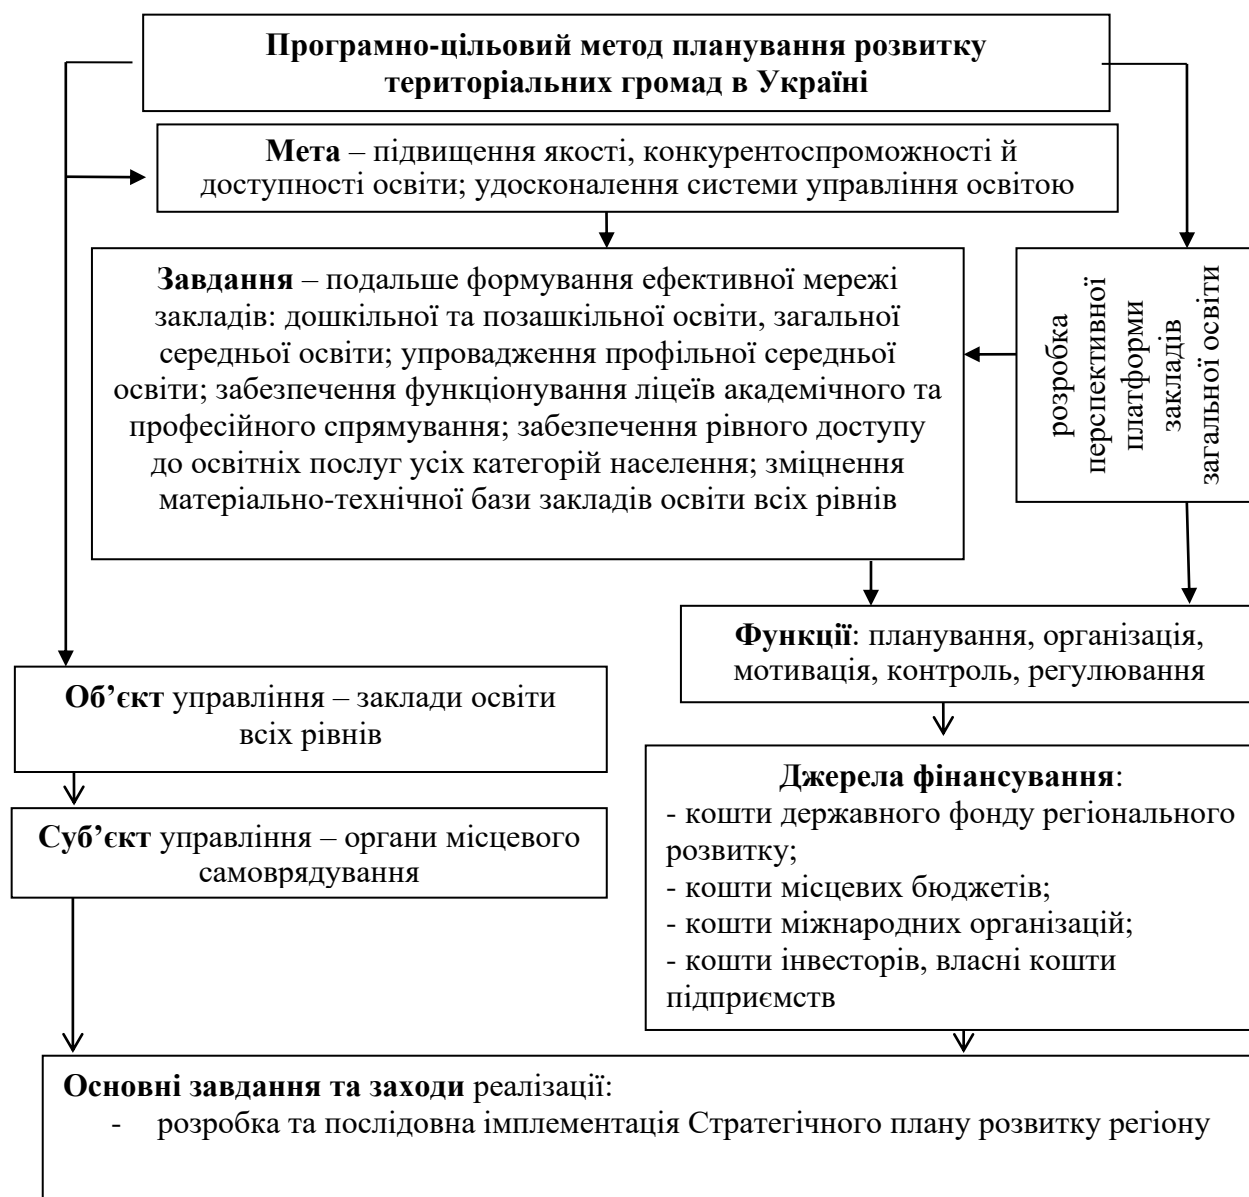 Програмно-цільовий метод планування розвитку
територіальних громад в Україні
Мета – підвищення якості, конкурентоспроможності й
доступності освіти; удосконалення системи управління освітою
Завдання – подальше формування ефективної мережі
закладів: дошкільної та позашкільної освіти, загальної
середньої освіти; упровадження профільної середньої
освіти; забезпечення функціонування ліцеїв академічного та
професійного спрямування; забезпечення рівного доступу
до освітніх послуг усіх категорій населення; зміцнення
матеріально-технічної бази закладів освіти всіх рівнів
розробка
перспективної
платформи
закладів
загальної освіти
Функції: планування, організація,
мотивація, контроль, регулювання
Об’єкт управління – заклади освіти
всіх рівнів
Суб’єкт управління – органи місцевого
самоврядування
Джерела фінансування:
- кошти державного фонду регіонального
розвитку;
- кошти місцевих бюджетів;
- кошти міжнародних організацій;
- кошти інвесторів, власні кошти
підприємств
Основні завдання та заходи реалізації:
- розробка та послідовна імплементація Стратегічного плану розвитку регіону